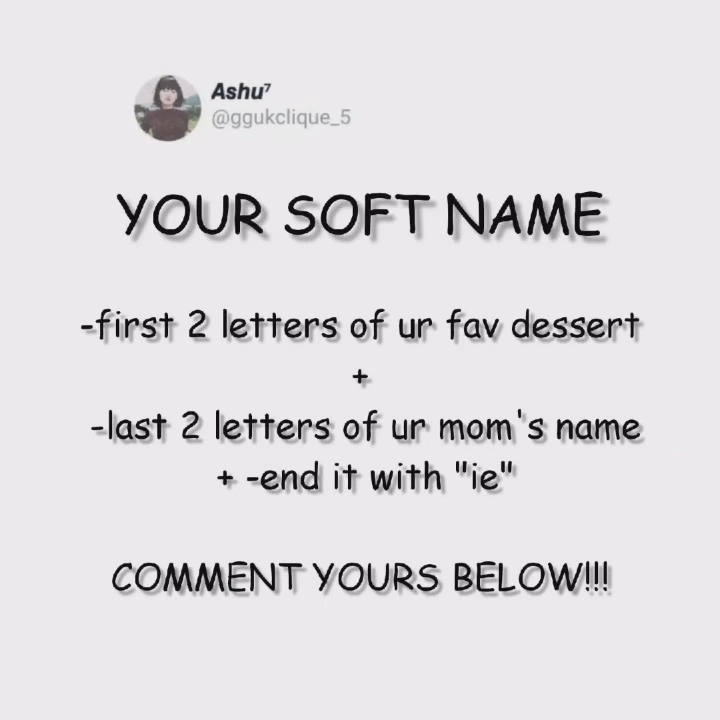 Ashu⁷
@ggukclique_5
YOUR SOFT NAME
-first 2 letters of ur fav dessert
+
-last 2 letters of ur mom's name
+ -end it with "ie"
COMMENT YOURS BELOW!!!